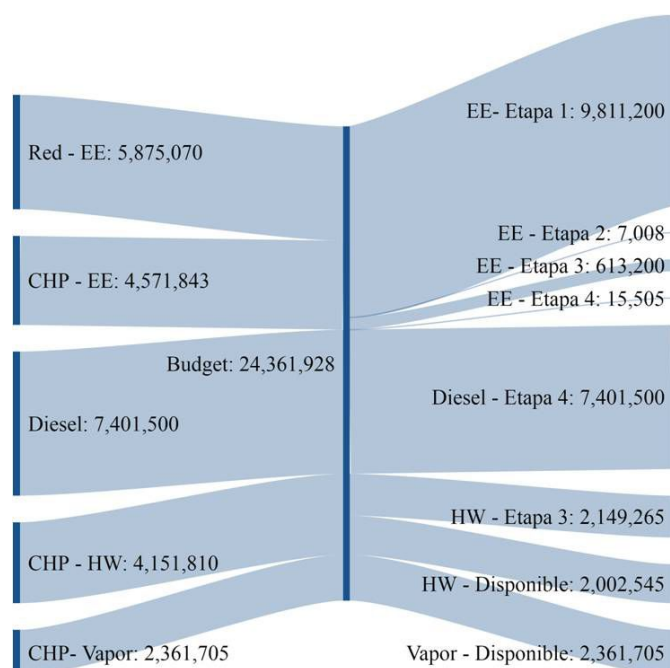 Red - EE: 5,875,070
CHP - EE: 4,571,843
Diesel: 7,401,500
CHP - HW: 4,151,810
CHP- Vapor: 2,361,705
Budget: 24,361,928
EE- Etapa 1: 9,811,200
EE - Etapa 2: 7,008
EE - Etapa 3: 613,200
EE - Etapa 4: 15,505
Diesel - Etapa 4: 7,401,500
HW - Etapa 3: 2,149,265
HW - Disponible: 2,002,545
Vapor - Disponible: 2,361,705